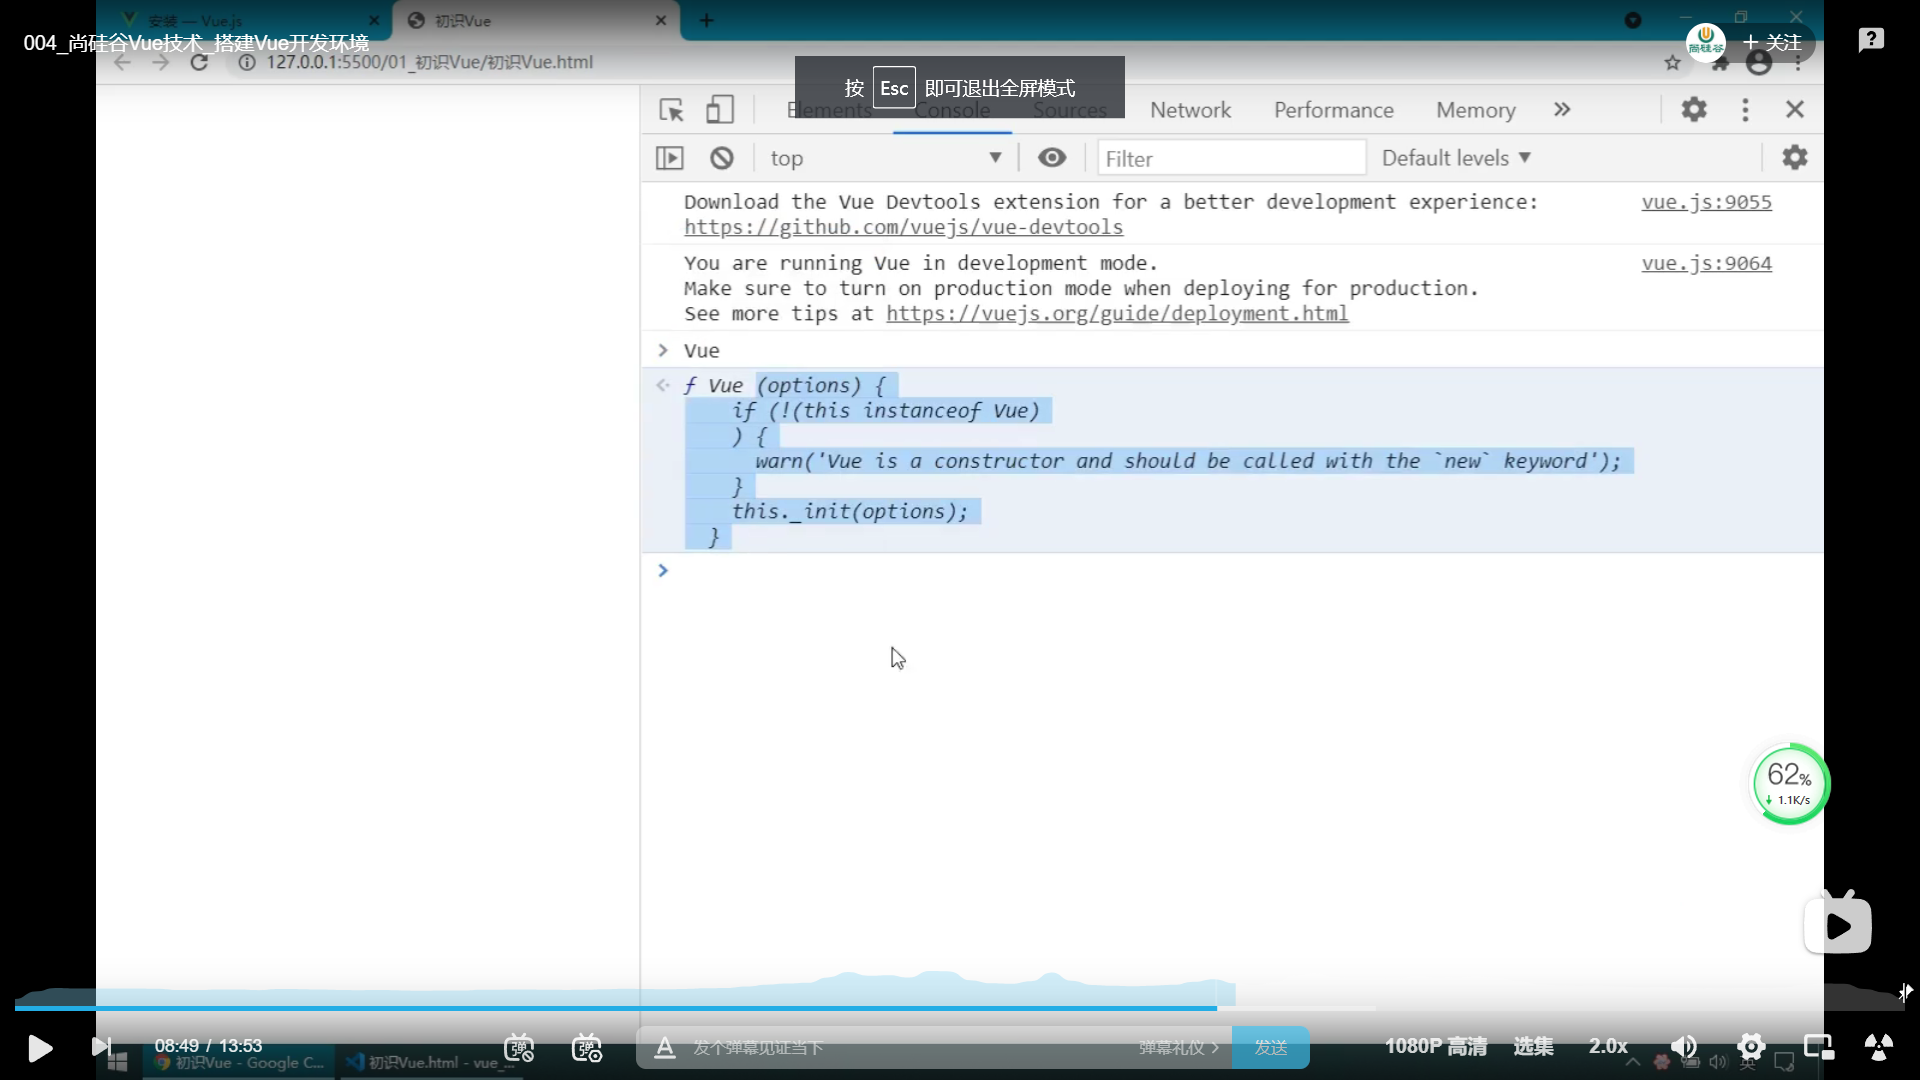 安装 — Vue.js
初识Vue
004_尚硅谷Vue技术_搭建Vue开发环境
尚硅谷
+ 关注
127.0.0.1:5500/01_初识Vue/初识Vue.html
按 Esc 即可退出全屏模式
Elements Console Sources Network Performance Memory
top
Filter
Default levels
Download the Vue Devtools extension for a better development experience: vue.js:9055
https://github.com/vuejs/vue-devtools
You are running Vue in development mode. vue.js:9064
Make sure to turn on production mode when deploying for production.
See more tips at https://vuejs.org/guide/deployment.html
> Vue
ƒ Vue (options) {
if (!(this instanceof Vue)
) {
warn('Vue is a constructor and should be called with the `new` keyword');
}
this._init(options);
}
>
62%
1.1K/s
08:49 / 13:53
弹
弹
A
发个弹幕见证当下
弹幕礼仪 >
发送
1080P 高清
选集
2.0x
初识Vue - Google C...
初识Vue.html - vue_...
英